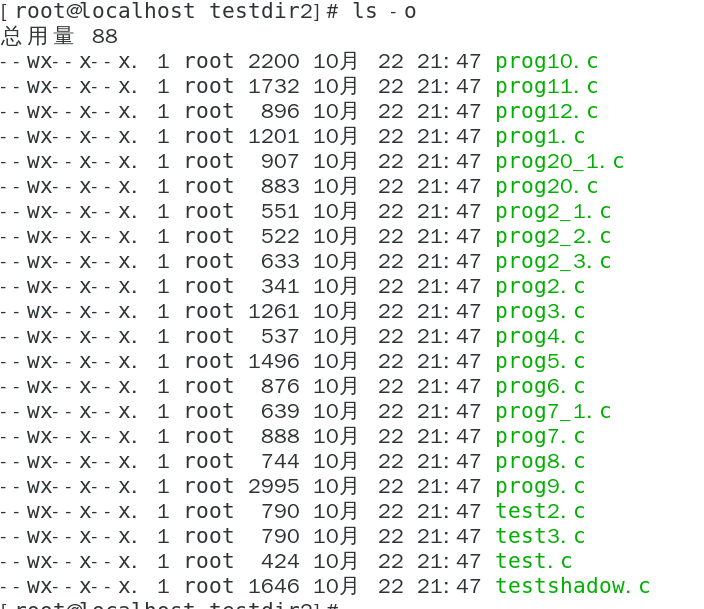 [root@localhost testdir2]# ls -o
总用量 88
--wx--x--x. 1 root 2200 10月 22 21:47 prog10.c
--wx--x--x. 1 root 1732 10月 22 21:47 prog11.c
--wx--x--x. 1 root  896 10月 22 21:47 prog12.c
--wx--x--x. 1 root 1201 10月 22 21:47 prog1.c
--wx--x--x. 1 root  907 10月 22 21:47 prog20_1.c
--wx--x--x. 1 root  883 10月 22 21:47 prog20.c
--wx--x--x. 1 root  551 10月 22 21:47 prog2_1.c
--wx--x--x. 1 root  522 10月 22 21:47 prog2_2.c
--wx--x--x. 1 root  633 10月 22 21:47 prog2_3.c
--wx--x--x. 1 root  341 10月 22 21:47 prog2.c
--wx--x--x. 1 root 1261 10月 22 21:47 prog3.c
--wx--x--x. 1 root  537 10月 22 21:47 prog4.c
--wx--x--x. 1 root 1496 10月 22 21:47 prog5.c
--wx--x--x. 1 root  876 10月 22 21:47 prog6.c
--wx--x--x. 1 root  639 10月 22 21:47 prog7_1.c
--wx--x--x. 1 root  888 10月 22 21:47 prog7.c
--wx--x--x. 1 root  744 10月 22 21:47 prog8.c
--wx--x--x. 1 root 2995 10月 22 21:47 prog9.c
--wx--x--x. 1 root  790 10月 22 21:47 test2.c
--wx--x--x. 1 root  790 10月 22 21:47 test3.c
--wx--x--x. 1 root  424 10月 22 21:47 test.c
--wx--x--x. 1 root 1646 10月 22 21:47 testshadow.c
[root@localhost testdir2]#